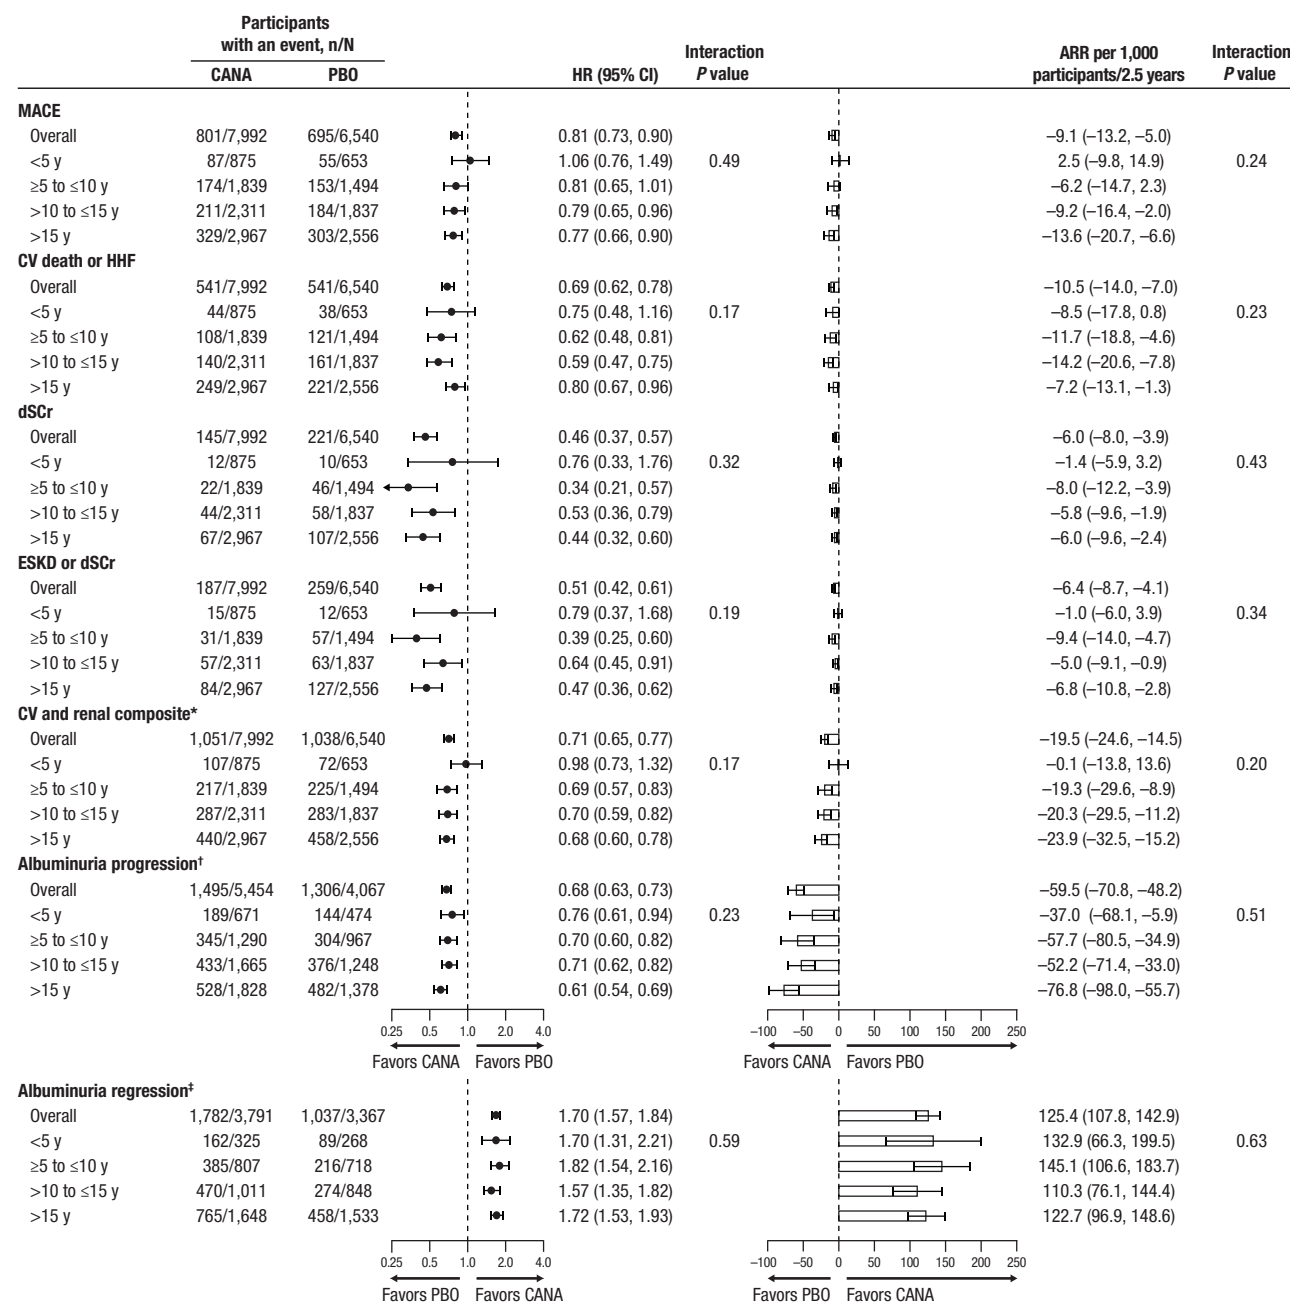 Participants
with an event, n/N
CANA PBO HR (95% CI) Interaction P value ARR per 1,000 participants/2.5 years Interaction P value
MACE
Overall 801/7,992 695/6,540 0.81 (0.73, 0.90) –9.1 (–13.2, –5.0)
<5 y 87/875 55/653 1.06 (0.76, 1.49) 0.49 2.5 (–9.8, 14.9) 0.24
≥5 to ≤10 y 174/1,839 153/1,494 0.81 (0.65, 1.01) –6.2 (–14.7, 2.3)
>10 to ≤15 y 211/2,311 184/1,837 0.79 (0.65, 0.96) –9.2 (–16.4, –2.0)
>15 y 329/2,967 303/2,556 0.77 (0.66, 0.90) –13.6 (–20.7, –6.6)
CV death or HHF
Overall 541/7,992 541/6,540 0.69 (0.62, 0.78) –10.5 (–14.0, –7.0)
<5 y 44/875 38/653 0.75 (0.48, 1.16) 0.17 –8.5 (–17.8, 0.8) 0.23
≥5 to ≤10 y 108/1,839 121/1,494 0.62 (0.48, 0.81) –11.7 (–18.8, –4.6)
>10 to ≤15 y 140/2,311 161/1,837 0.59 (0.47, 0.75) –14.2 (–20.6, –7.8)
>15 y 249/2,967 221/2,556 0.80 (0.67, 0.96) –7.2 (–13.1, –1.3)
dSCr
Overall 145/7,992 221/6,540 0.46 (0.37, 0.57) –6.0 (–8.0, –3.9)
<5 y 12/875 10/653 0.76 (0.33, 1.76) 0.32 –1.4 (–5.9, 3.2) 0.43
≥5 to ≤10 y 22/1,839 46/1,494 0.34 (0.21, 0.57) –8.0 (–12.2, –3.9)
>10 to ≤15 y 44/2,311 58/1,837 0.53 (0.36, 0.79) –5.8 (–9.6, –1.9)
>15 y 67/2,967 107/2,556 0.44 (0.32, 0.60) –6.0 (–9.6, –2.4)
ESKD or dSCr
Overall 187/7,992 259/6,540 0.51 (0.42, 0.61) –6.4 (–8.7, –4.1)
<5 y 15/875 12/653 0.79 (0.37, 1.68) 0.19 –1.0 (–6.0, 3.9) 0.34
≥5 to ≤10 y 31/1,839 57/1,494 0.39 (0.25, 0.60) –9.4 (–14.0, –4.7)
>10 to ≤15 y 57/2,311 63/1,837 0.64 (0.45, 0.91) –5.0 (–9.1, –0.9)
>15 y 84/2,967 127/2,556 0.47 (0.36, 0.62) –6.8 (–10.8, –2.8)
CV and renal composite*
Overall 1,051/7,992 1,038/6,540 0.71 (0.65, 0.77) –19.5 (–24.6, –14.5)
<5 y 107/875 72/653 0.98 (0.73, 1.32) 0.17 –0.1 (–13.8, 13.6) 0.20
≥5 to ≤10 y 217/1,839 225/1,494 0.69 (0.57, 0.83) –19.3 (–29.6, –8.9)
>10 to ≤15 y 287/2,311 283/1,837 0.70 (0.59, 0.82) –20.3 (–29.5, –11.2)
>15 y 440/2,967 458/2,556 0.68 (0.60, 0.78) –23.9 (–32.5, –15.2)
Albuminuria progression†
Overall 1,495/5,454 1,306/4,067 0.68 (0.63, 0.73) –59.5 (–70.8, –48.2)
<5 y 189/671 144/474 0.76 (0.61, 0.94) 0.23 –37.0 (–68.1, –5.9) 0.51
≥5 to ≤10 y 345/1,290 304/967 0.70 (0.60, 0.82) –57.7 (–80.5, –34.9)
>10 to ≤15 y 433/1,665 376/1,248 0.71 (0.62, 0.82) –52.2 (–71.4, –33.0)
>15 y 528/1,828 482/1,378 0.61 (0.54, 0.69) –76.8 (–98.0, –55.7)
0.25 0.5 1.0 2.0 4.0 –100 –50 0 50 100 150 200 250
Favors CANA Favors PBO Favors CANA Favors PBO
Albuminuria regression‡
Overall 1,782/3,791 1,037/3,367 1.70 (1.57, 1.84) 125.4 (107.8, 142.9)
<5 y 162/325 89/268 1.70 (1.31, 2.21) 0.59 132.9 (66.3, 199.5) 0.63
≥5 to ≤10 y 385/807 216/718 1.82 (1.54, 2.16) 145.1 (106.6, 183.7)
>10 to ≤15 y 470/1,011 274/848 1.57 (1.35, 1.82) 110.3 (76.1, 144.4)
>15 y 765/1,648 458/1,533 1.72 (1.53, 1.93) 122.7 (96.9, 148.6)
0.25 0.5 1.0 2.0 4.0 –100 –50 0 50 100 150 200 250
Favors PBO Favors CANA Favors PBO Favors CANA